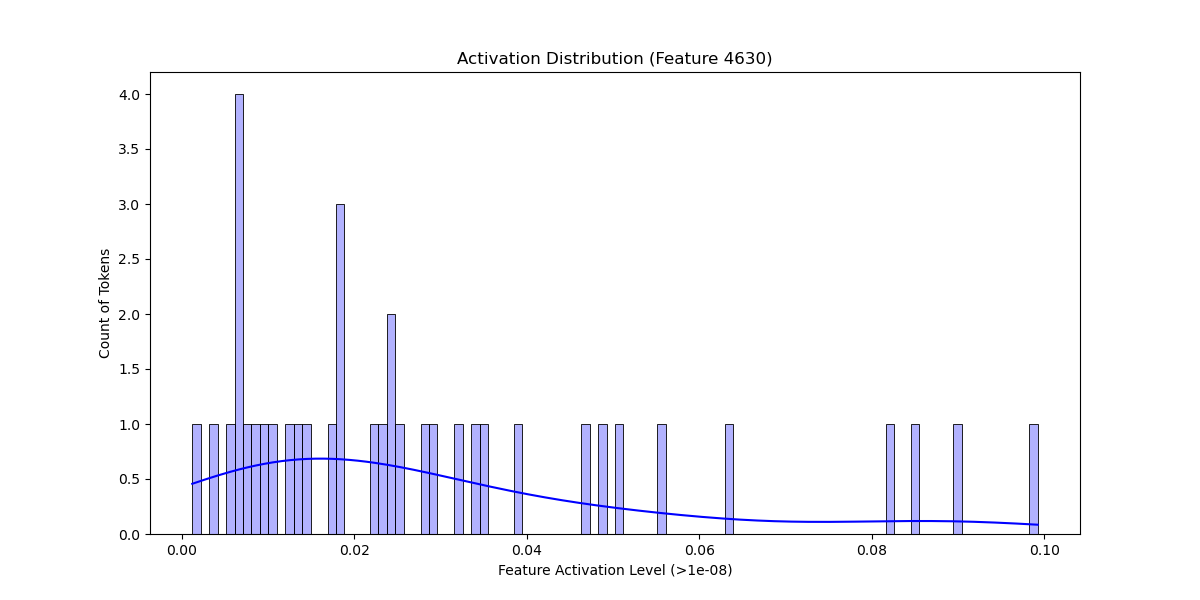 Activation Distribution (Feature 4630)
Count of Tokens
4.0
3.5
3.0
2.5
2.0
1.5
1.0
0.5
0.0
0.00 0.02 0.04 0.06 0.08 0.10
Feature Activation Level (>1e-08)